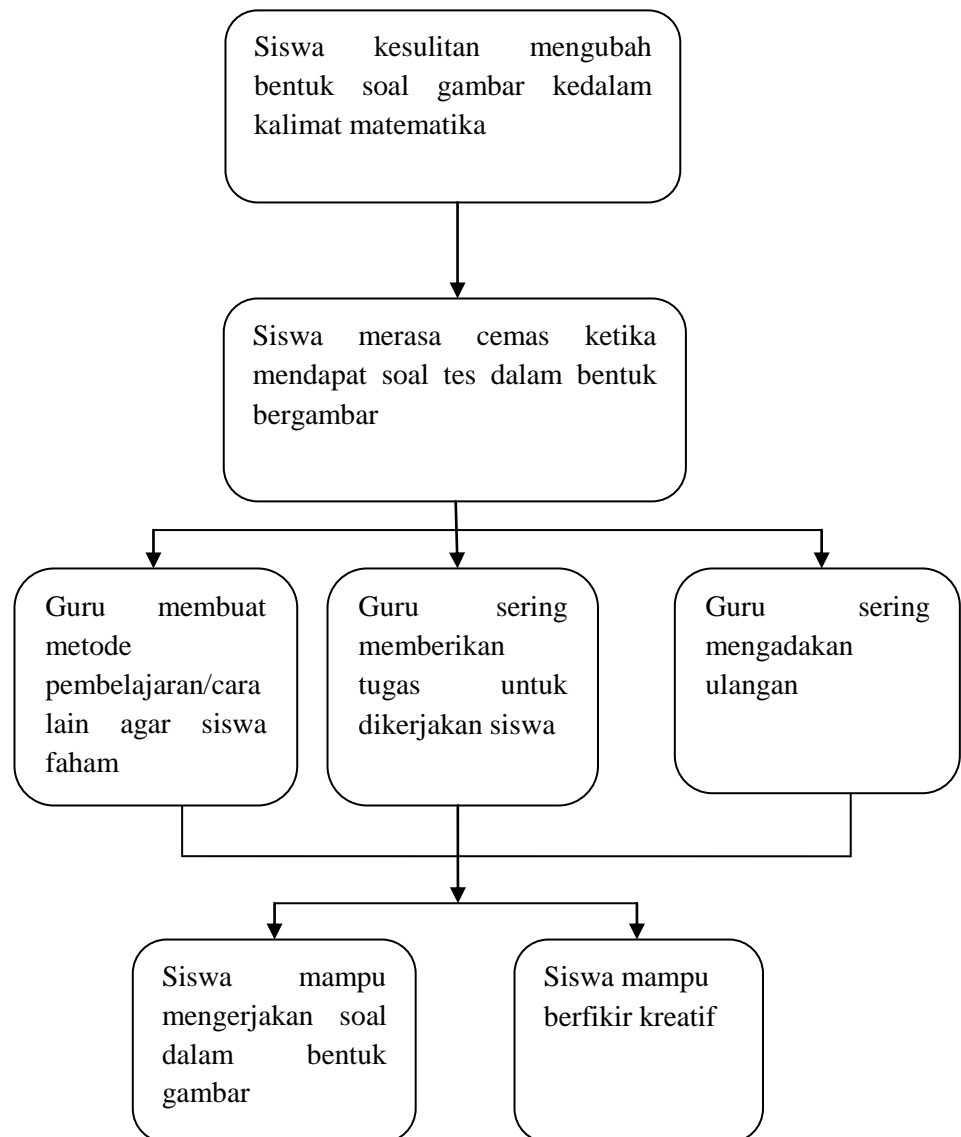 Siswa kesulitan mengubah
bentuk soal gambar kedalam
kalimat matematika
Siswa merasa cemas ketika
mendapat soal tes dalam bentuk
bergambar
Guru membuat
metode
pembelajaran/cara
lain agar siswa
faham
Guru sering
memberikan
tugas untuk
dikerjakan siswa
Guru sering
mengadakan
ulangan
Siswa mampu
mengerjakan soal
dalam bentuk
gambar
Siswa mampu
berfikir kreatif